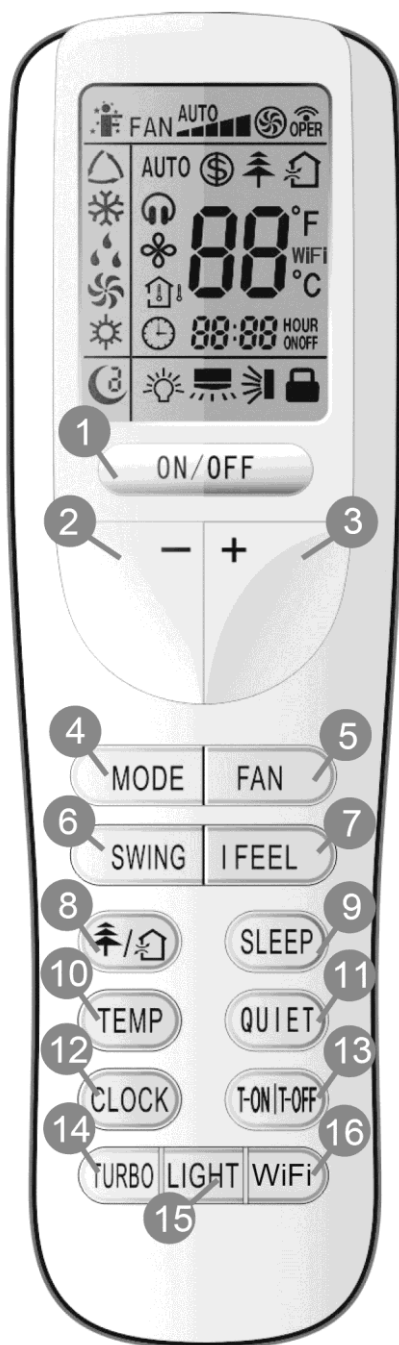 FAN AUTO OPER
AUTO
88 °F
WiFi
°C
88:88 HOUR
ON OFF
1
ON/OFF
2 3
− +
4 5
MODE FAN
6 7
SWING I FEEL
8 9
/ SLEEP
10 11
TEMP QUIET
12 13
CLOCK T-ON|T-OFF
14 16
TURBO LIGHT WiFi
15